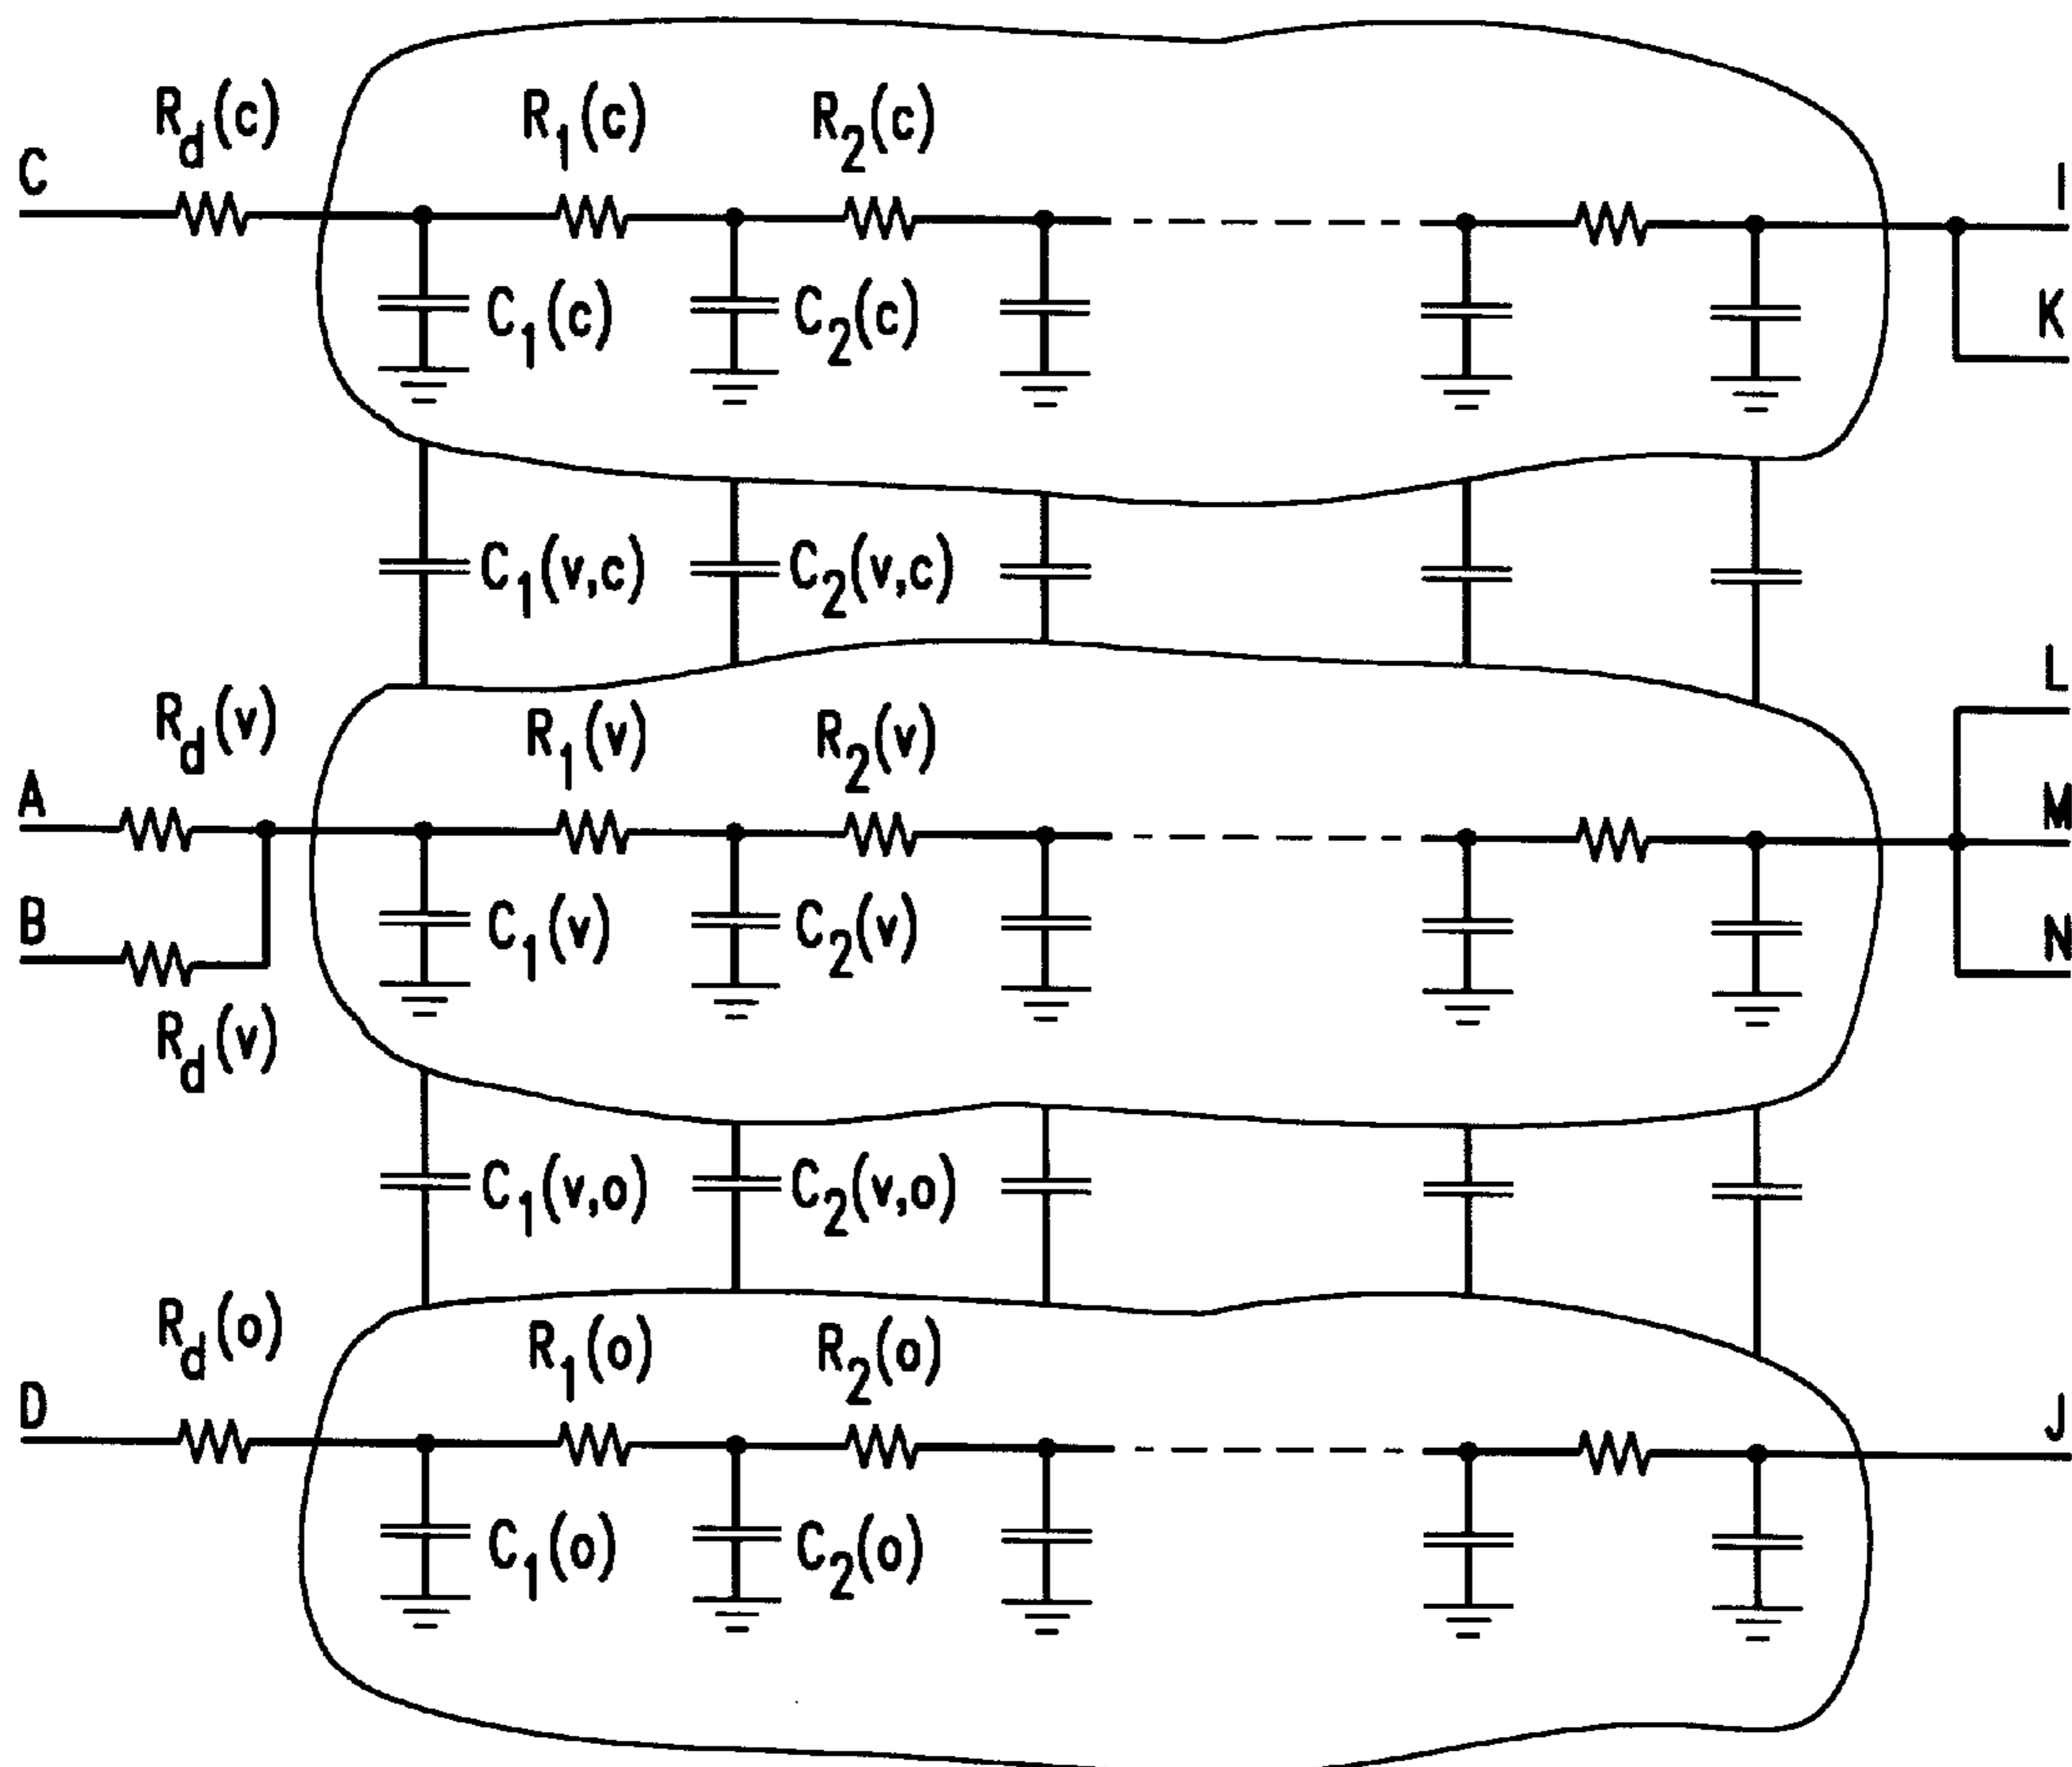 R_d(c) R_1(c) R_2(c)
C I
K
C_1(c) C_2(c)
C_1(v,c) C_2(v,c)
L
R_d(v) R_1(v) R_2(v)
A M
B C_1(v) C_2(v) N
R_d(v)
C_1(v,o) C_2(v,o)
R_d(o) R_1(o) R_2(o)
D J
C_1(o) C_2(o)